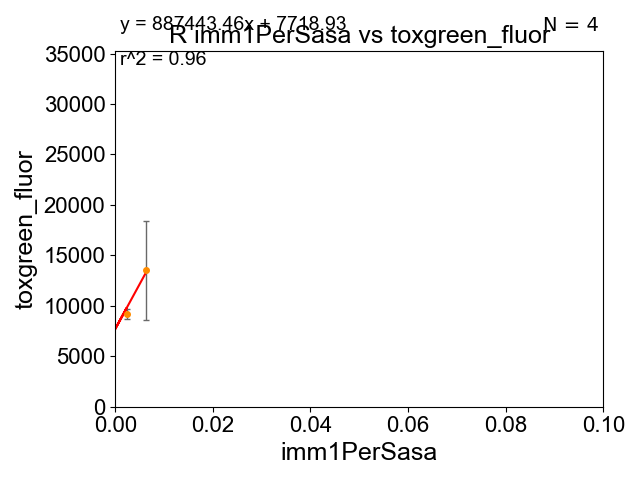 y = 887443.46x + 7718.93
N = 4
R imm1PerSasa vs toxgreen_fluor
r^2 = 0.96
35000
30000
25000
20000
15000
10000
5000
0
toxgreen_fluor
0.00 0.02 0.04 0.06 0.08 0.10
imm1PerSasa